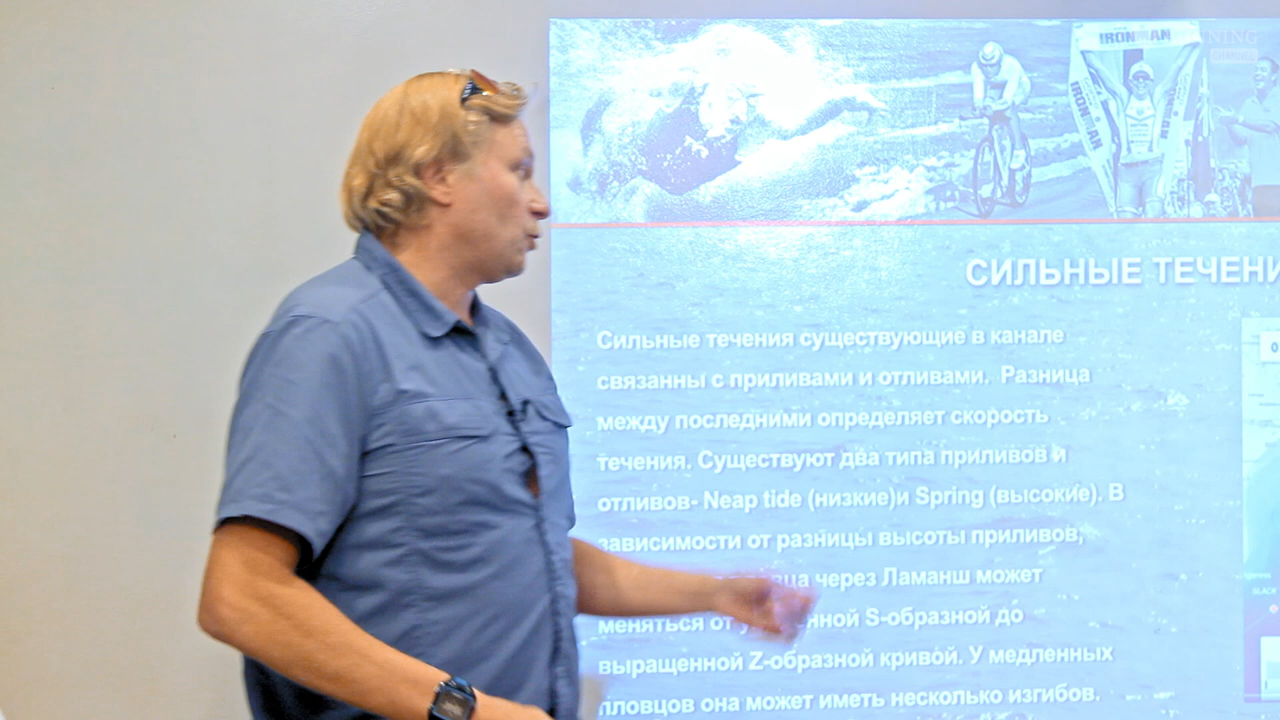 IRONMAN
IRONMAN
СИЛЬНЫЕ ТЕЧЕНИ
Сильные течения существующие в канале
связанны с приливами и отливами. Разница
между последними определяет скорость
течения. Существуют два типа приливов и
отливов- Neap tide (низкие)и Spring (высокие). В
зависимости от разницы высоты приливов,
через Ламанш может
меняться от S-образной до
выращенной Z-образной кривой. У медленных
пловцов она может иметь несколько изгибов.